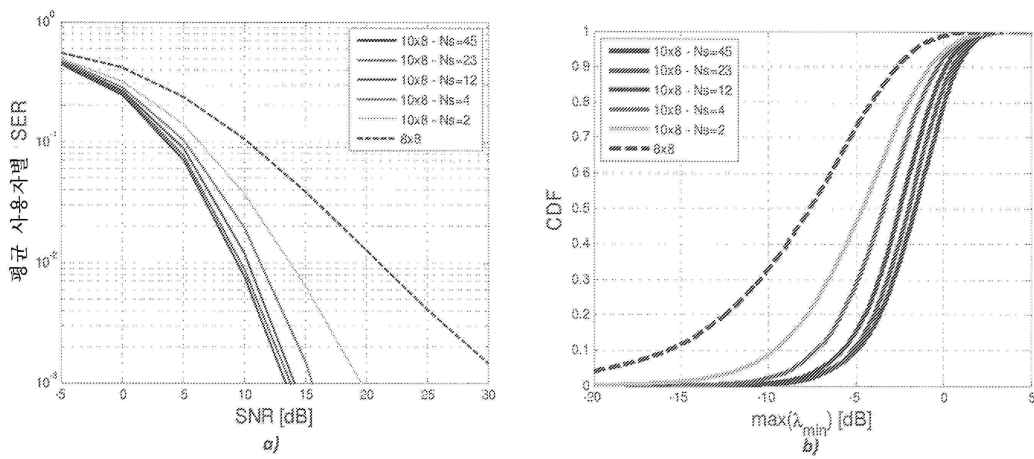 평균 사용자별 SER
10⁰
10⁻¹
10⁻²
10⁻³
-5 0 5 10 15 20 25 30
SNR [dB]
a)
10x8 - Ns=45
10x8 - Ns=23
10x8 - Ns=12
10x8 - Ns=4
10x8 - Ns=2
8x8
CDF
1
0.9
0.8
0.7
0.6
0.5
0.4
0.3
0.2
0.1
0
-20 -15 -10 -5 0 5
max(λmin) [dB]
b)
10x8 - Ns=45
10x8 - Ns=23
10x8 - Ns=12
10x8 - Ns=4
10x8 - Ns=2
8x8